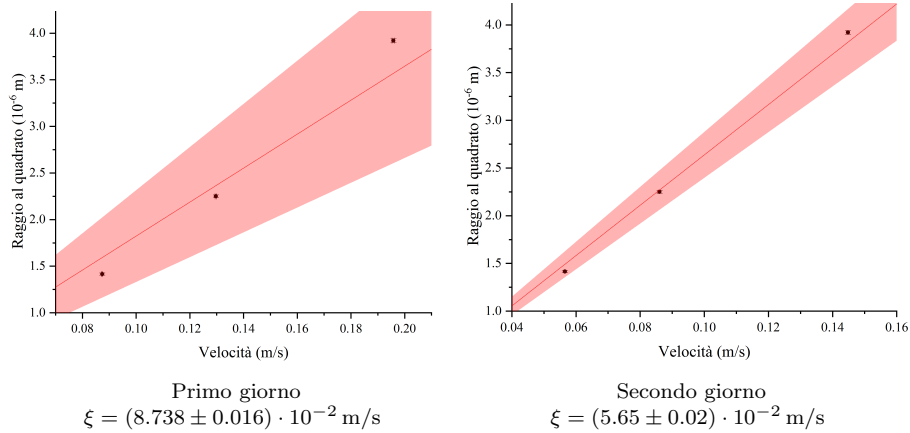 Raggio al quadrato (10⁻⁶ m)
4.0
3.5
3.0
2.5
2.0
1.5
1.0
0.08 0.10 0.12 0.14 0.16 0.18 0.20
Velocità (m/s)
Primo giorno
ξ = (8.738 ± 0.016) · 10⁻² m/s
Raggio al quadrato (10⁻⁶ m)
4.0
3.5
3.0
2.5
2.0
1.5
1.0
0.04 0.06 0.08 0.10 0.12 0.14 0.16
Velocità (m/s)
Secondo giorno
ξ = (5.65 ± 0.02) · 10⁻² m/s